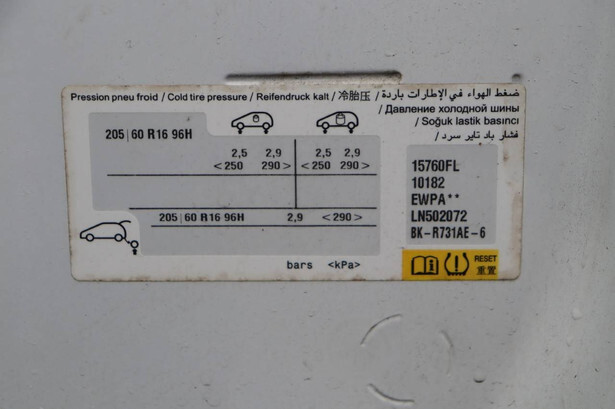 Pression pneu froid / Cold tire pressure / Reifendruck kalt / 冷胎压 / ضغط الهواء في الإطارات باردة
/ Давление холодной шины
/ Soğuk lastik basıncı
/ فشار باد تایر سرد
205 | 60 R16 96H
2,5 2,9 2,5 2,9
<250 290> <250 290>
205 | 60 R16 96H 2,9 <290>
bars <kPa>
15760FL
10182
EWPA**
LN502072
BK-R731AE-6
RESET
重置